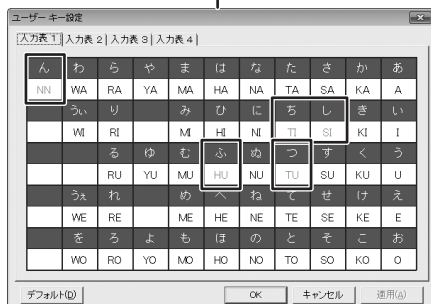 ユーザー キー設定
入力表 1 入力表 2 入力表 3 入力表 4
ん わ ら や ま は な た さ か あ
NN WA RA YA MA HA NA TA SA KA A
うぃ り み ひ に ち し き い
WI RI MI HI NI TI SI KI I
る ゆ む ふ ぬ つ す く う
RU YU MU HU NU TU SU KU U
うぇ れ め へ ね て せ け え
WE RE ME HE NE TE SE KE E
を ろ よ も ほ の と そ こ お
WO RO YO MO HO NO TO SO KO O
デフォルト(D) OK キャンセル 適用(A)